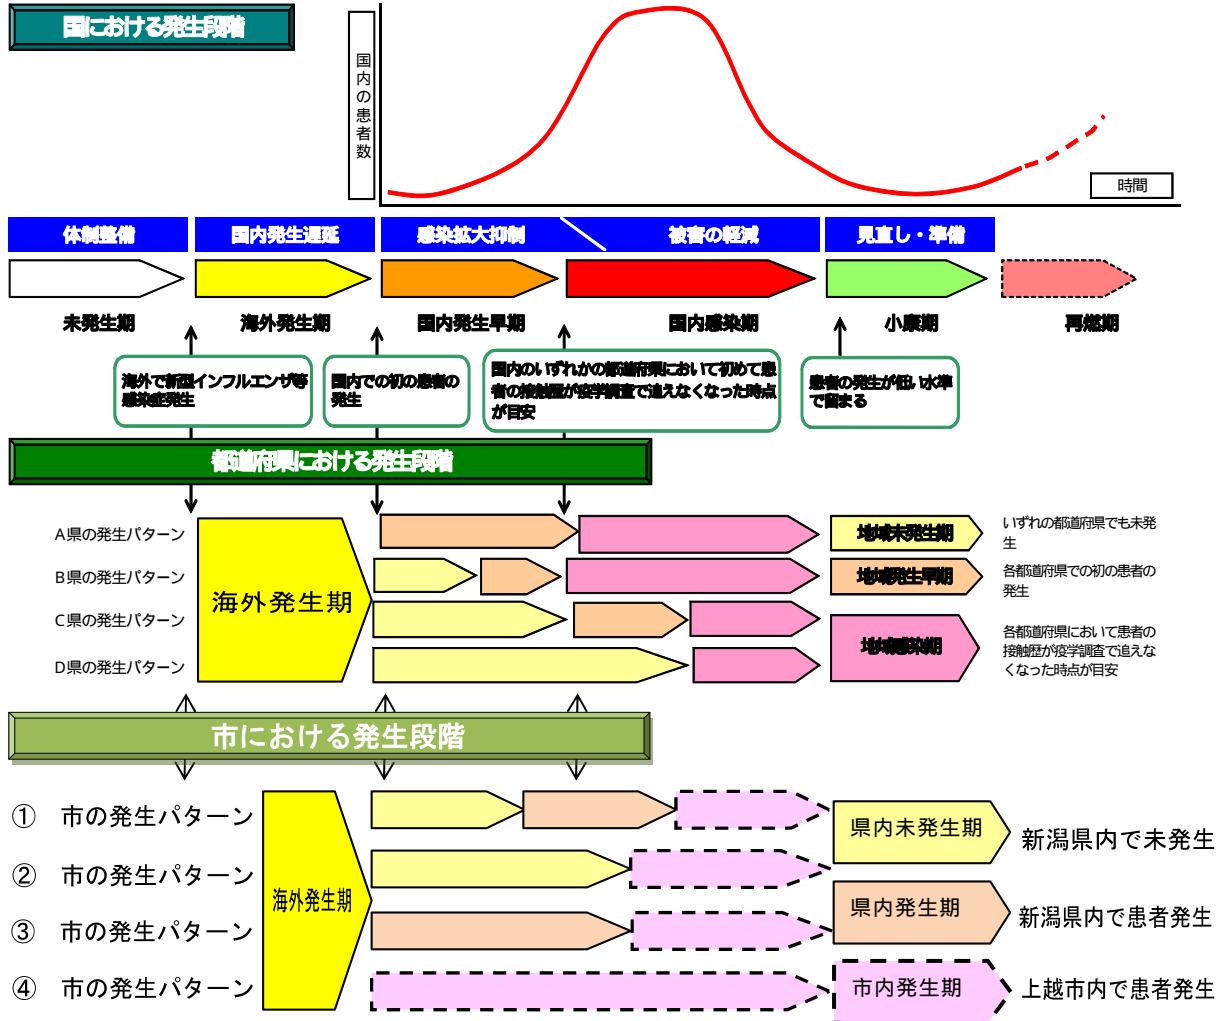 国における発生段階
国内の患者数
時間
体制整備
国内発生遅延
感染拡大抑制
被害の軽減
見直し・準備
未発生期
海外発生期
国内発生早期
国内感染期
小康期
再燃期
海外で新型インフルエンザ等
感染症発生
国内での初の患者の
発生
国内のいずれかの都道府県において初めて患
者の接触歴が疫学調査で追えなくなった時点
が目安
患者の発生が低い水準
で留まる
都道府県における発生段階
A県の発生パターン
B県の発生パターン
C県の発生パターン
D県の発生パターン
海外発生期
地域未発生期
いずれの都道府県でも未発
生
地域発生早期
各都道府県での初の患者の
発生
地域感染期
各都道府県において患者の
接触歴が疫学調査で追えな
くなった時点が目安
市における発生段階
① 市の発生パターン
② 市の発生パターン
③ 市の発生パターン
④ 市の発生パターン
海外発生期
県内未発生期
新潟県内で未発生
県内発生期
新潟県内で患者発生
市内発生期
上越市内で患者発生